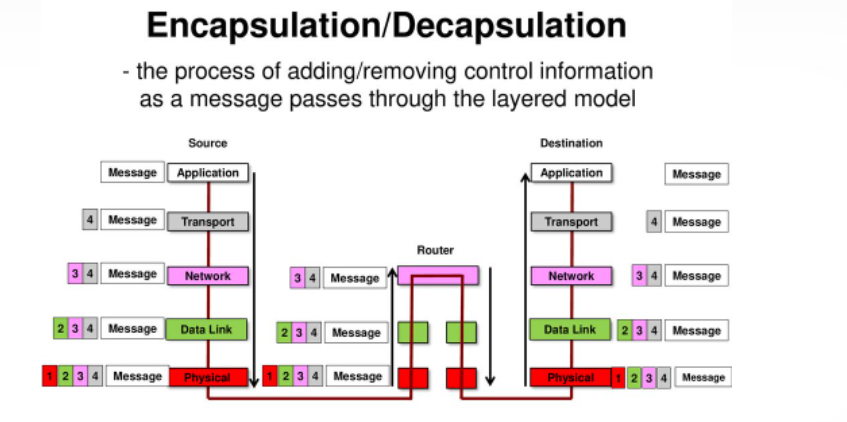 Encapsulation/Decapsulation
- the process of adding/removing control information
as a message passes through the layered model
Source
Destination
Message Application
Application Message
4 Message Transport
Transport 4 Message
Router
3 4 Message Network
3 4 Message
Network 3 4 Message
2 3 4 Message Data Link
2 3 4 Message
Data Link 2 3 4 Message
1 2 3 4 Message Physical
1 2 3 4 Message
Physical 1 2 3 4 Message